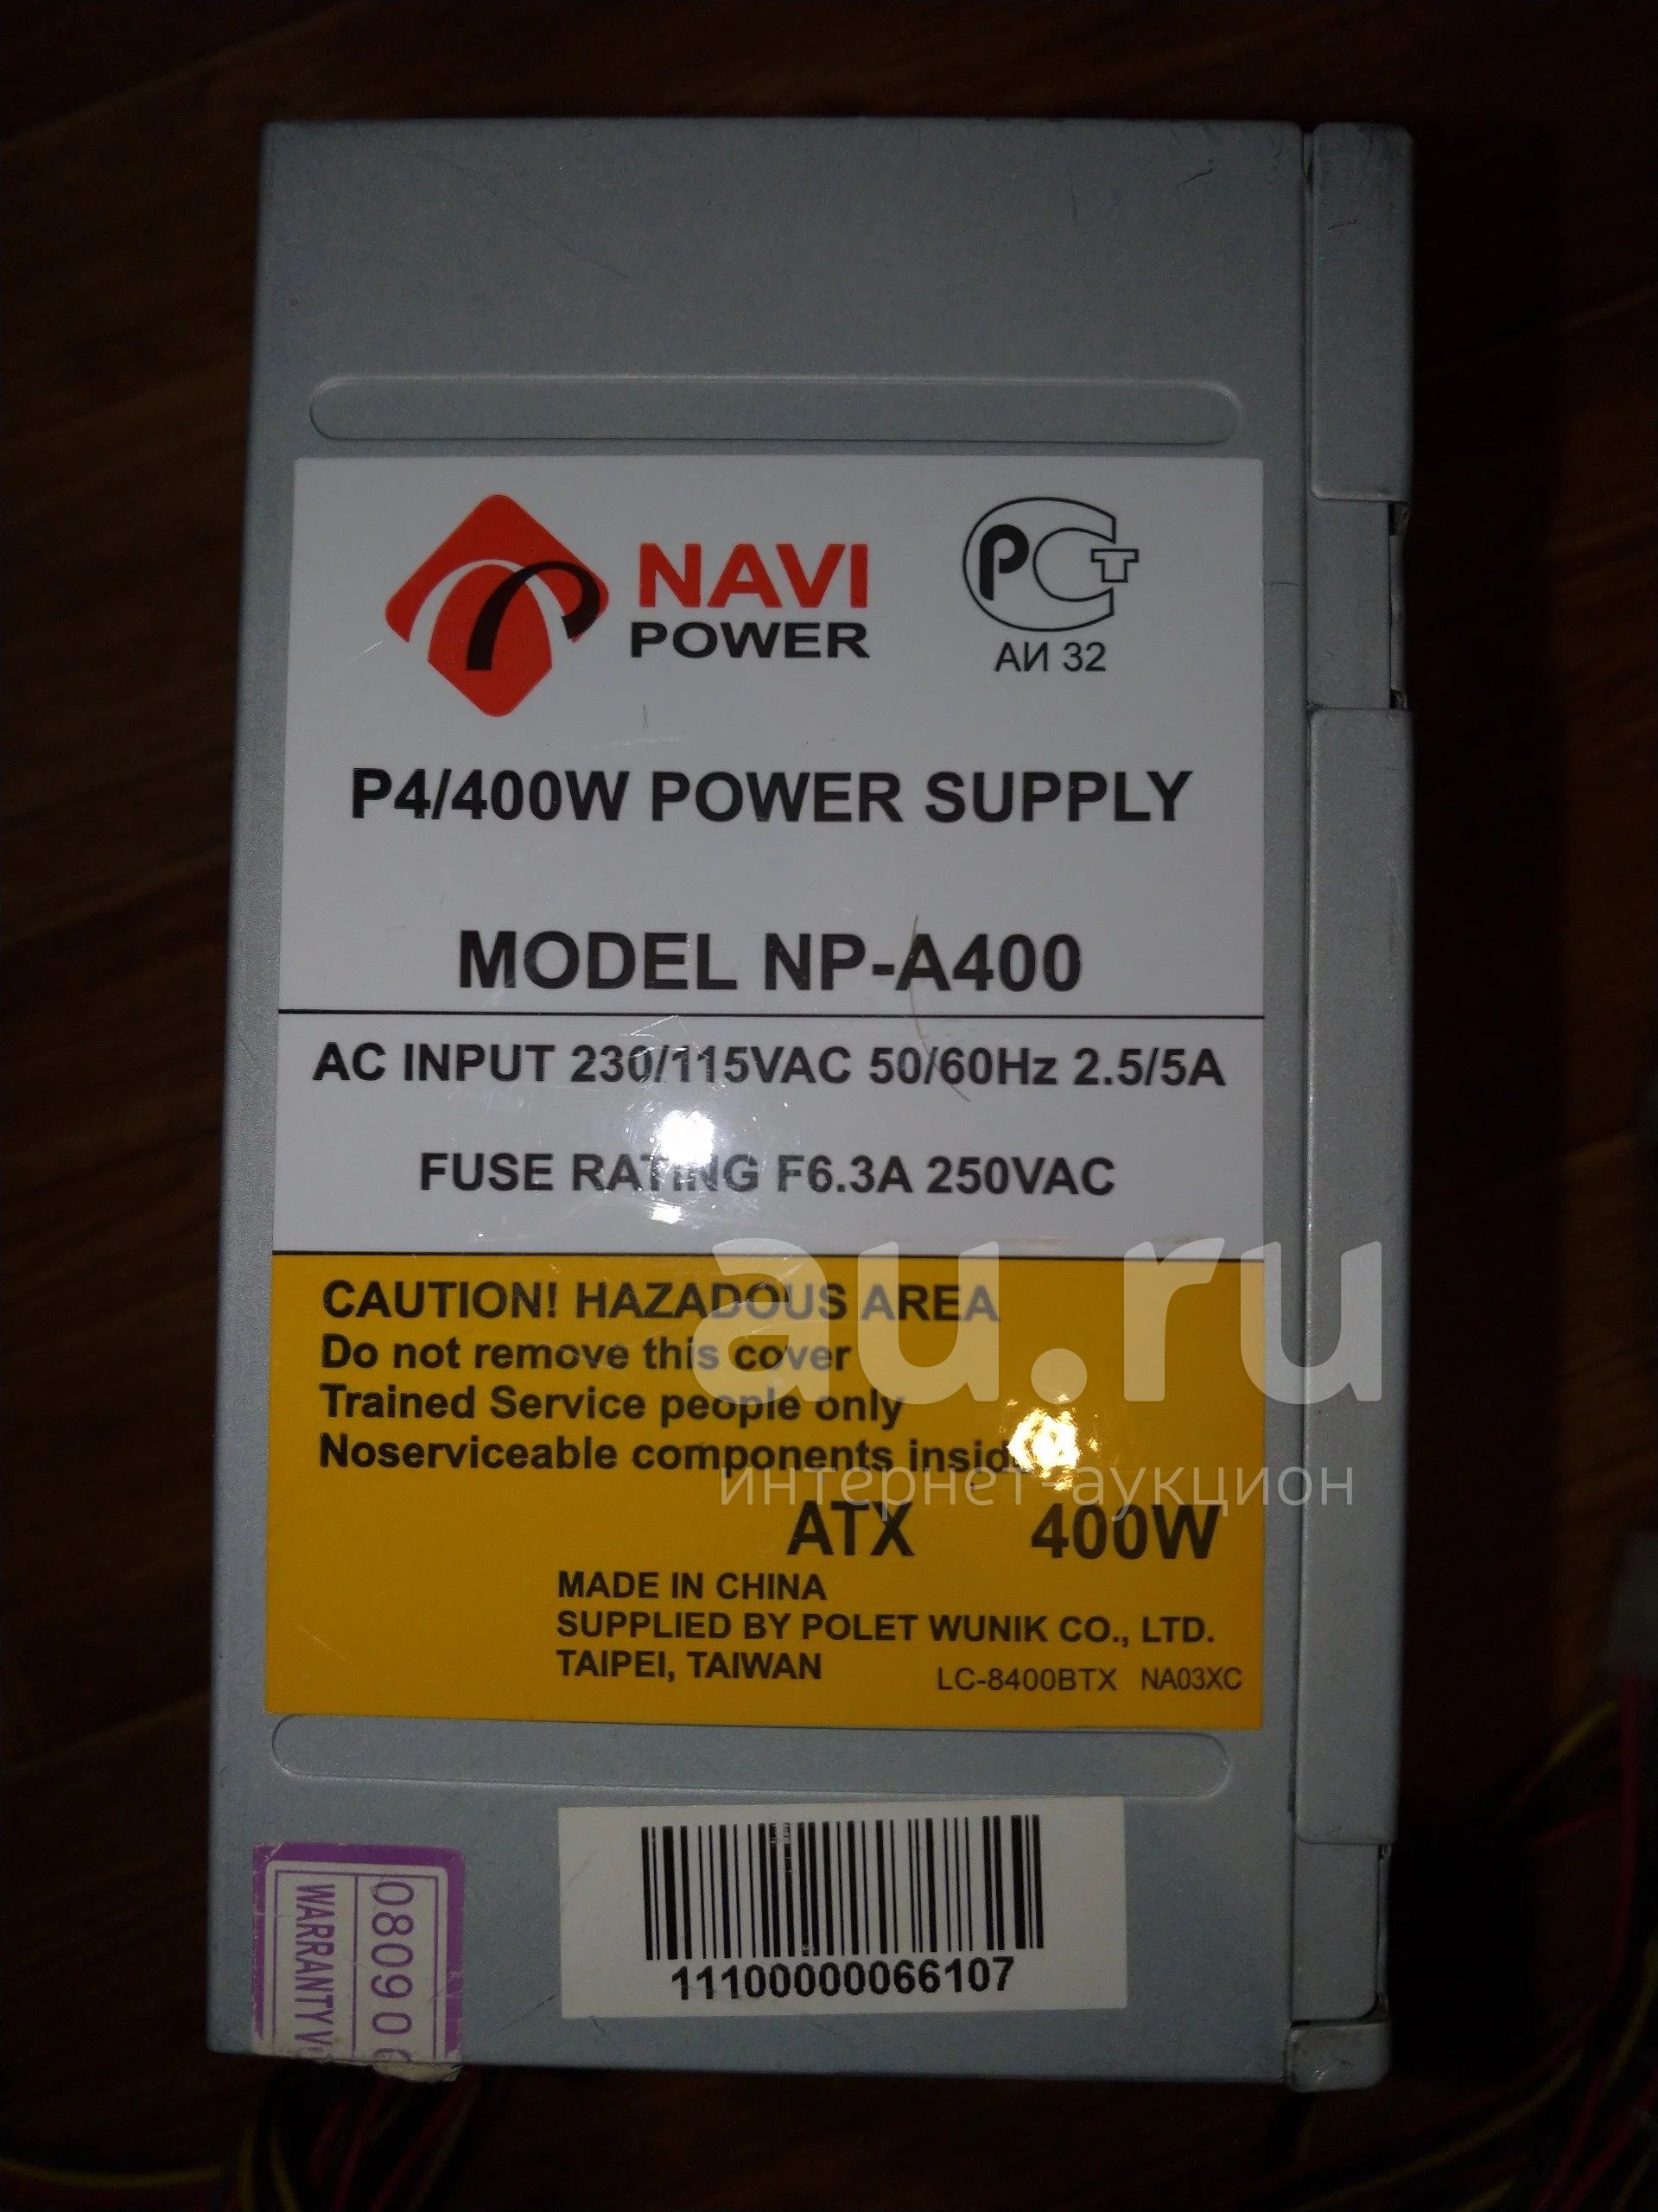 NAVI
POWER
РСТ
АИ 32
P4/400W POWER SUPPLY
MODEL NP-A400
AC INPUT 230/115VAC 50/60Hz 2.5/5A
FUSE RATING F6.3A 250VAC
CAUTION! HAZADOUS AREA
Do not remove this cover
Trained Service people only
Noserviceable components inside
au.ru
интернет-аукцион
ATX 400W
MADE IN CHINA
SUPPLIED BY POLET WUNIK CO., LTD.
TAIPEI, TAIWAN
LC-8400BTX NA03XC
11100000066107
08090
WARRANTY